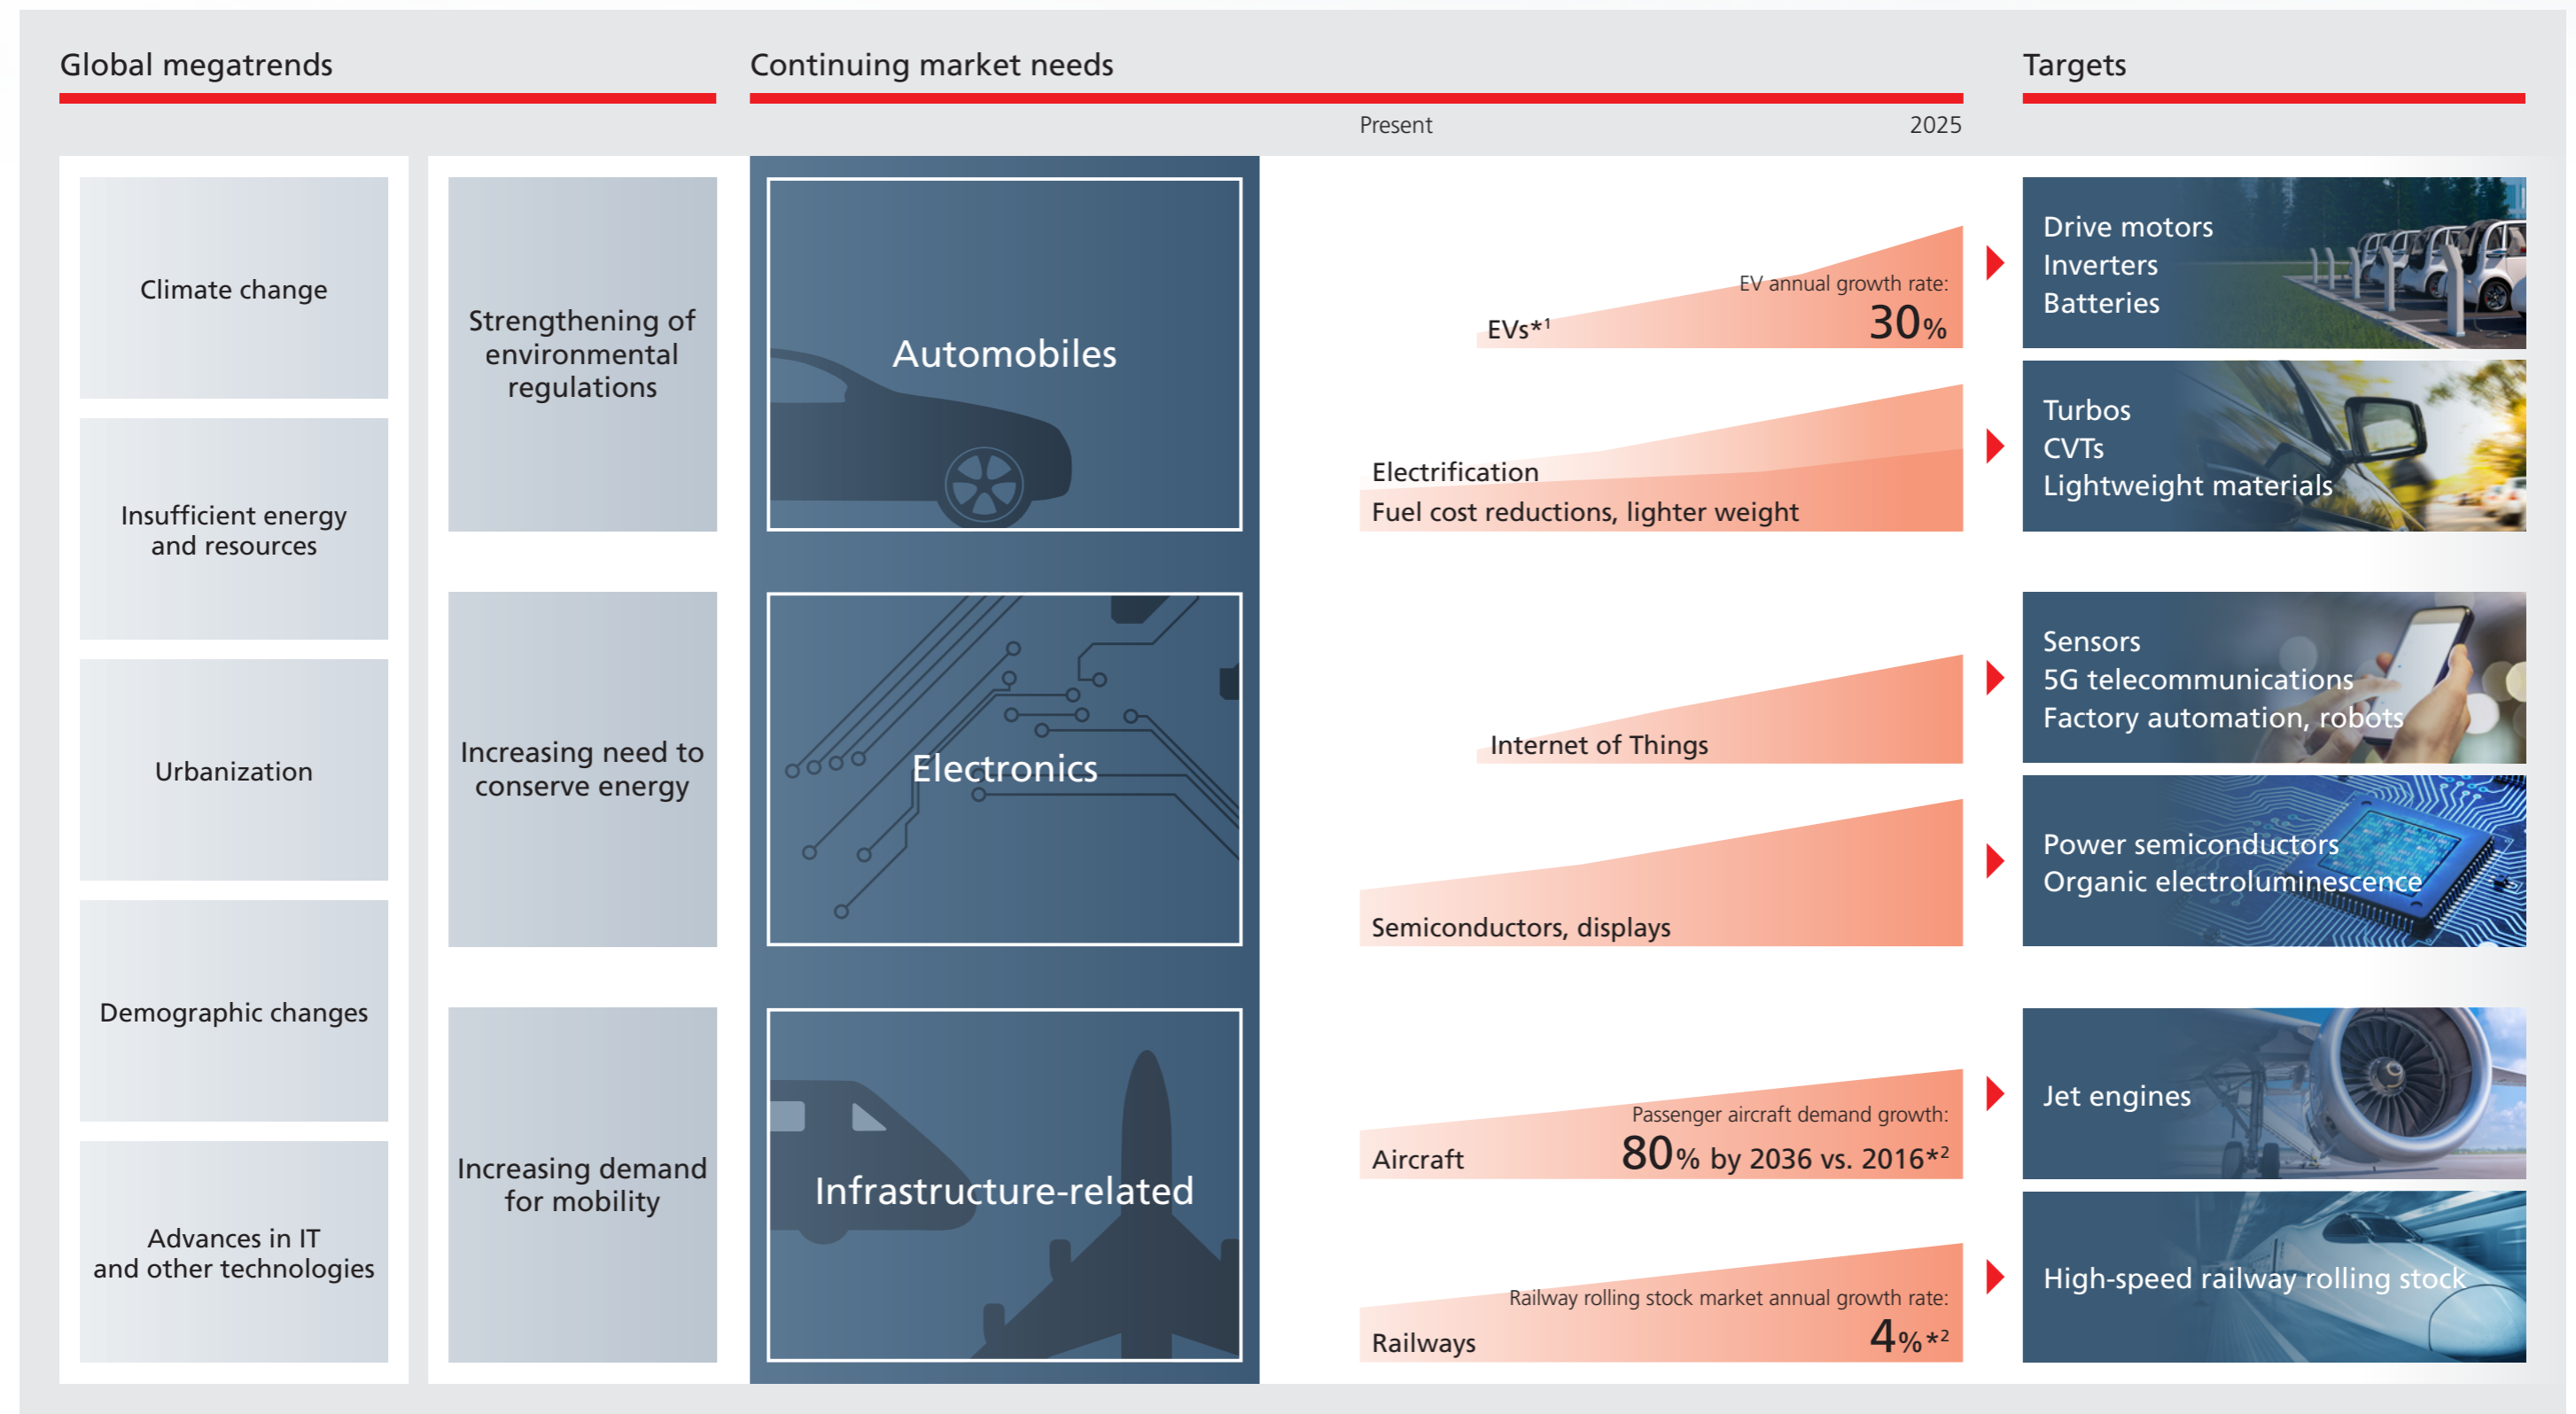 Global megatrends
Continuing market needs
Targets
Present
2025
Climate change
Insufficient energy
and resources
Urbanization
Demographic changes
Advances in IT
and other technologies
Strengthening of
environmental
regulations
Increasing need to
conserve energy
Increasing demand
for mobility
Automobiles
EVs*1
EV annual growth rate:
30%
Drive motors
Inverters
Batteries
Electrification
Fuel cost reductions, lighter weight
Turbos
CVTs
Lightweight materials
Electronics
Internet of Things
Sensors
5G telecommunications
Factory automation, robots
Semiconductors, displays
Power semiconductors
Organic electroluminescence
Infrastructure-related
Aircraft
Passenger aircraft demand growth:
80% by 2036 vs. 2016*2
Jet engines
Railways
Railway rolling stock market annual growth rate:
4%*2
High-speed railway rolling stock